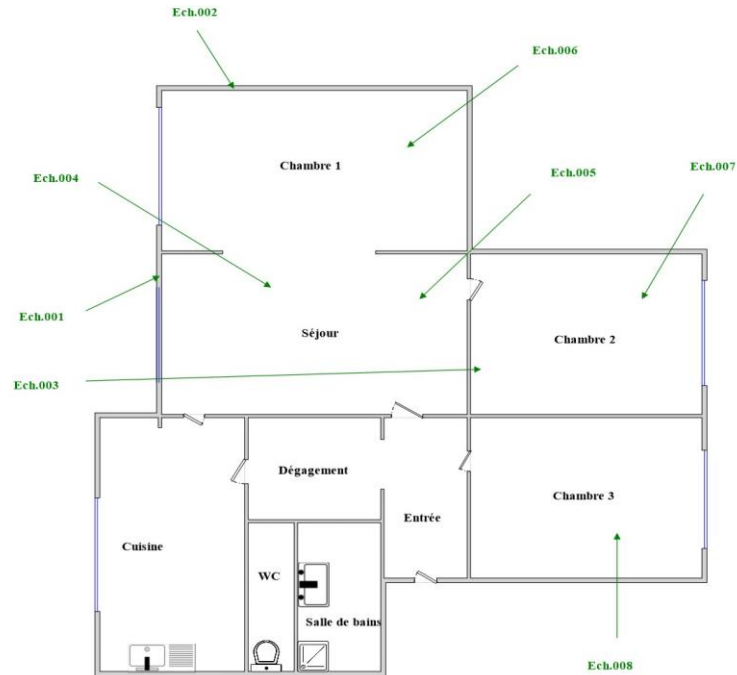 Ech.002
Ech.006
Chambre 1
Ech.007
Ech.005
Ech.004
Ech.001
Séjour
Chambre 2
Ech.003
Dégagement
Chambre 3
Entrée
Cuisine
WC
Salle de bains
Ech.008